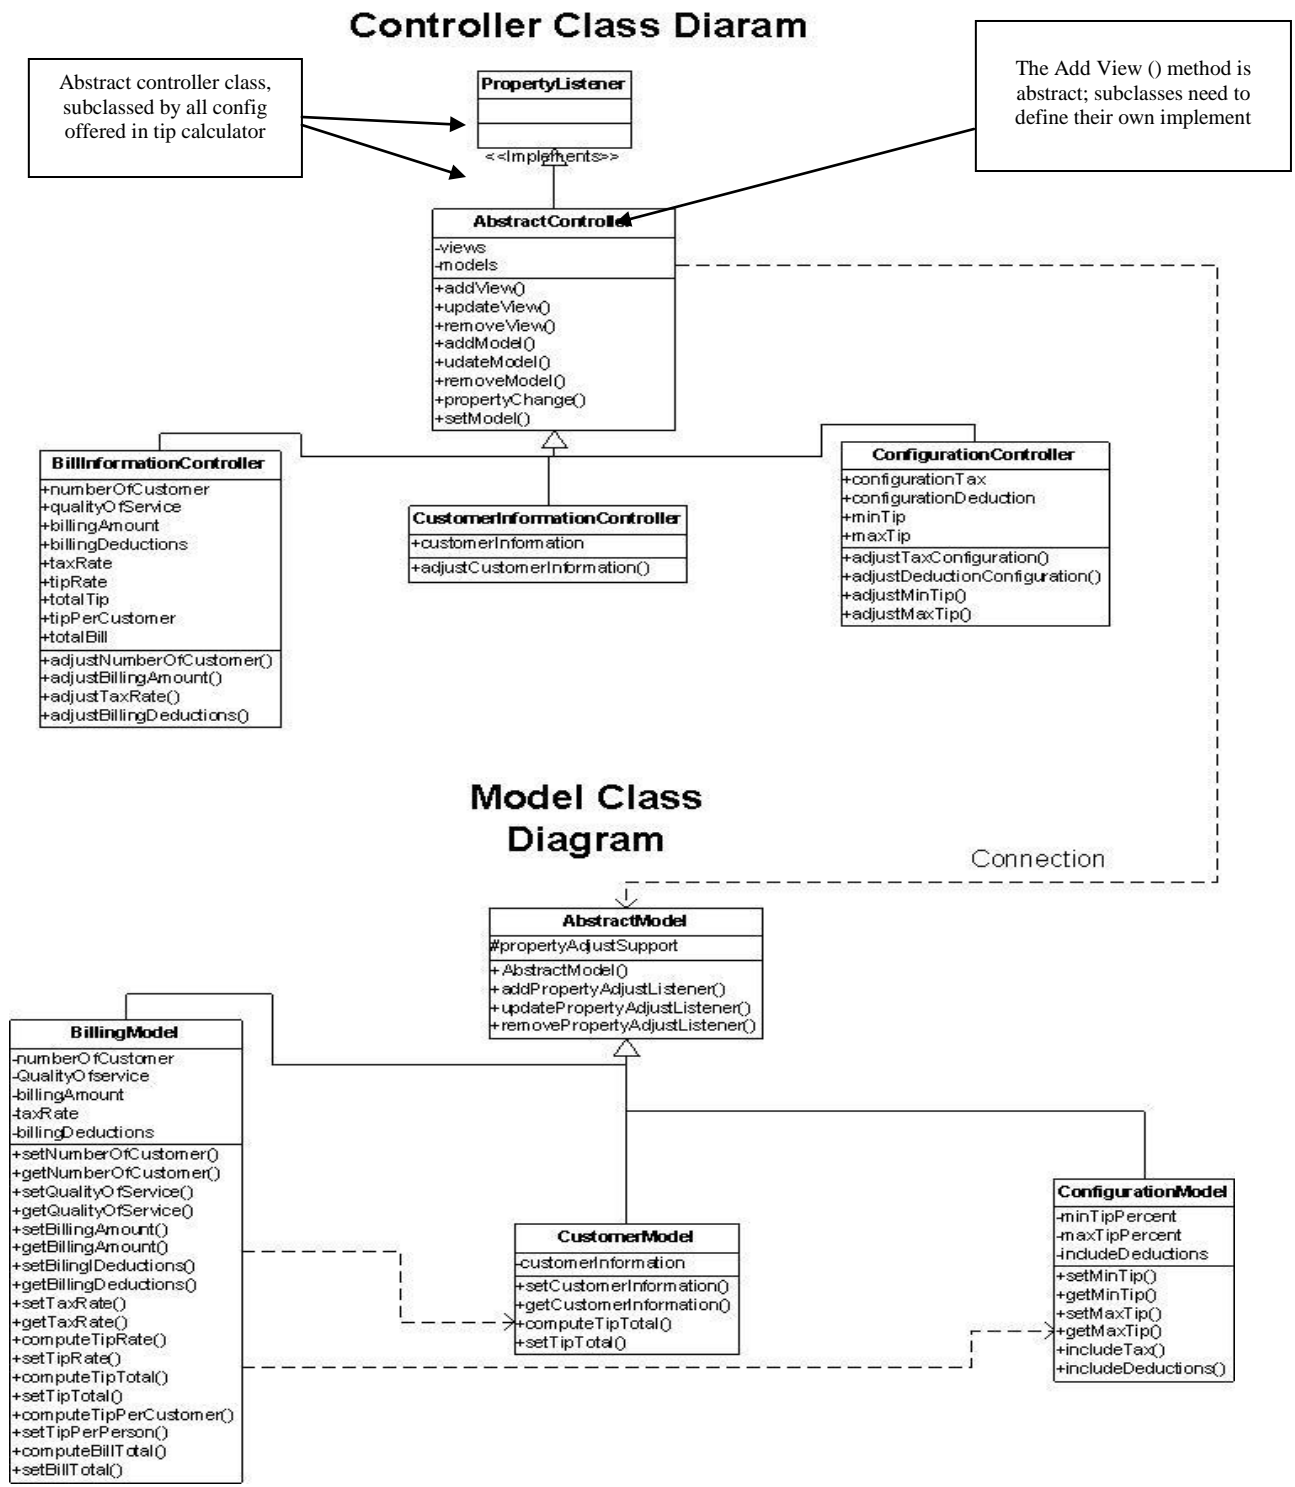 Controller Class Diaram
Abstract controller class,
subclassed by all config
offered in tip calculator
The Add View () method is
abstract; subclasses need to
define their own implement
PropertyListener
<<Implements>>
AbstractController
-views
-models
+addView()
+updateView()
+removeView()
+addModel()
+udateModel()
+removeModel()
+propertyChange()
+setModel()
BillInformationController
+numberOfCustomer
+qualityOfService
+billingAmount
+billingDeductions
+taxRate
+tipRate
+totalTip
+tipPerCustomer
+totalBill
+adjustNumberOfCustomer()
+adjustBillingAmount()
+adjustTaxRate()
+adjustBillingDeductions()
CustomerInformationController
+customerInformation
+adjustCustomerInformation()
ConfigurationController
+configurationTax
+configurationDeduction
+minTip
+maxTip
+adjustTaxConfiguration()
+adjustDeductionConfiguration()
+adjustMinTip()
+adjustMaxTip()
Model Class
Diagram
Connection
AbstractModel
#propertyAdjustSupport
+AbstractModel()
+addPropertyAdjustListener()
+updatePropertyAdjustListener()
+removePropertyAdjustListener()
BillingModel
-numberOfCustomer
-QualityOfservice
-billingAmount
-taxRate
-billingDeductions
+setNumberOfCustomer()
+getNumberOfCustomer()
+setQualityOfService()
+getQualityOfService()
+setBillingAmount()
+getBillingAmount()
+setBilingIDeductions()
+getBillingDeductions()
+setTaxRate()
+getTaxRate()
+computeTipRate()
+setTipRate()
+computeTipTotal()
+setTipTotal()
+computeTipPerCustomer()
+setTipPerPerson()
+computeBillTotal()
+setBillTotal()
CustomerModel
-customerInformation
+setCustomerInformation()
+getCustomerInformation()
+computeTipTotal()
+setTipTotal()
ConfigurationModel
-minTipPercent
-maxTipPercent
-includeDeductions
+setMinTip()
+getMinTip()
+setMaxTip()
+getMaxTip()
+includeTax()
+includeDeductions()